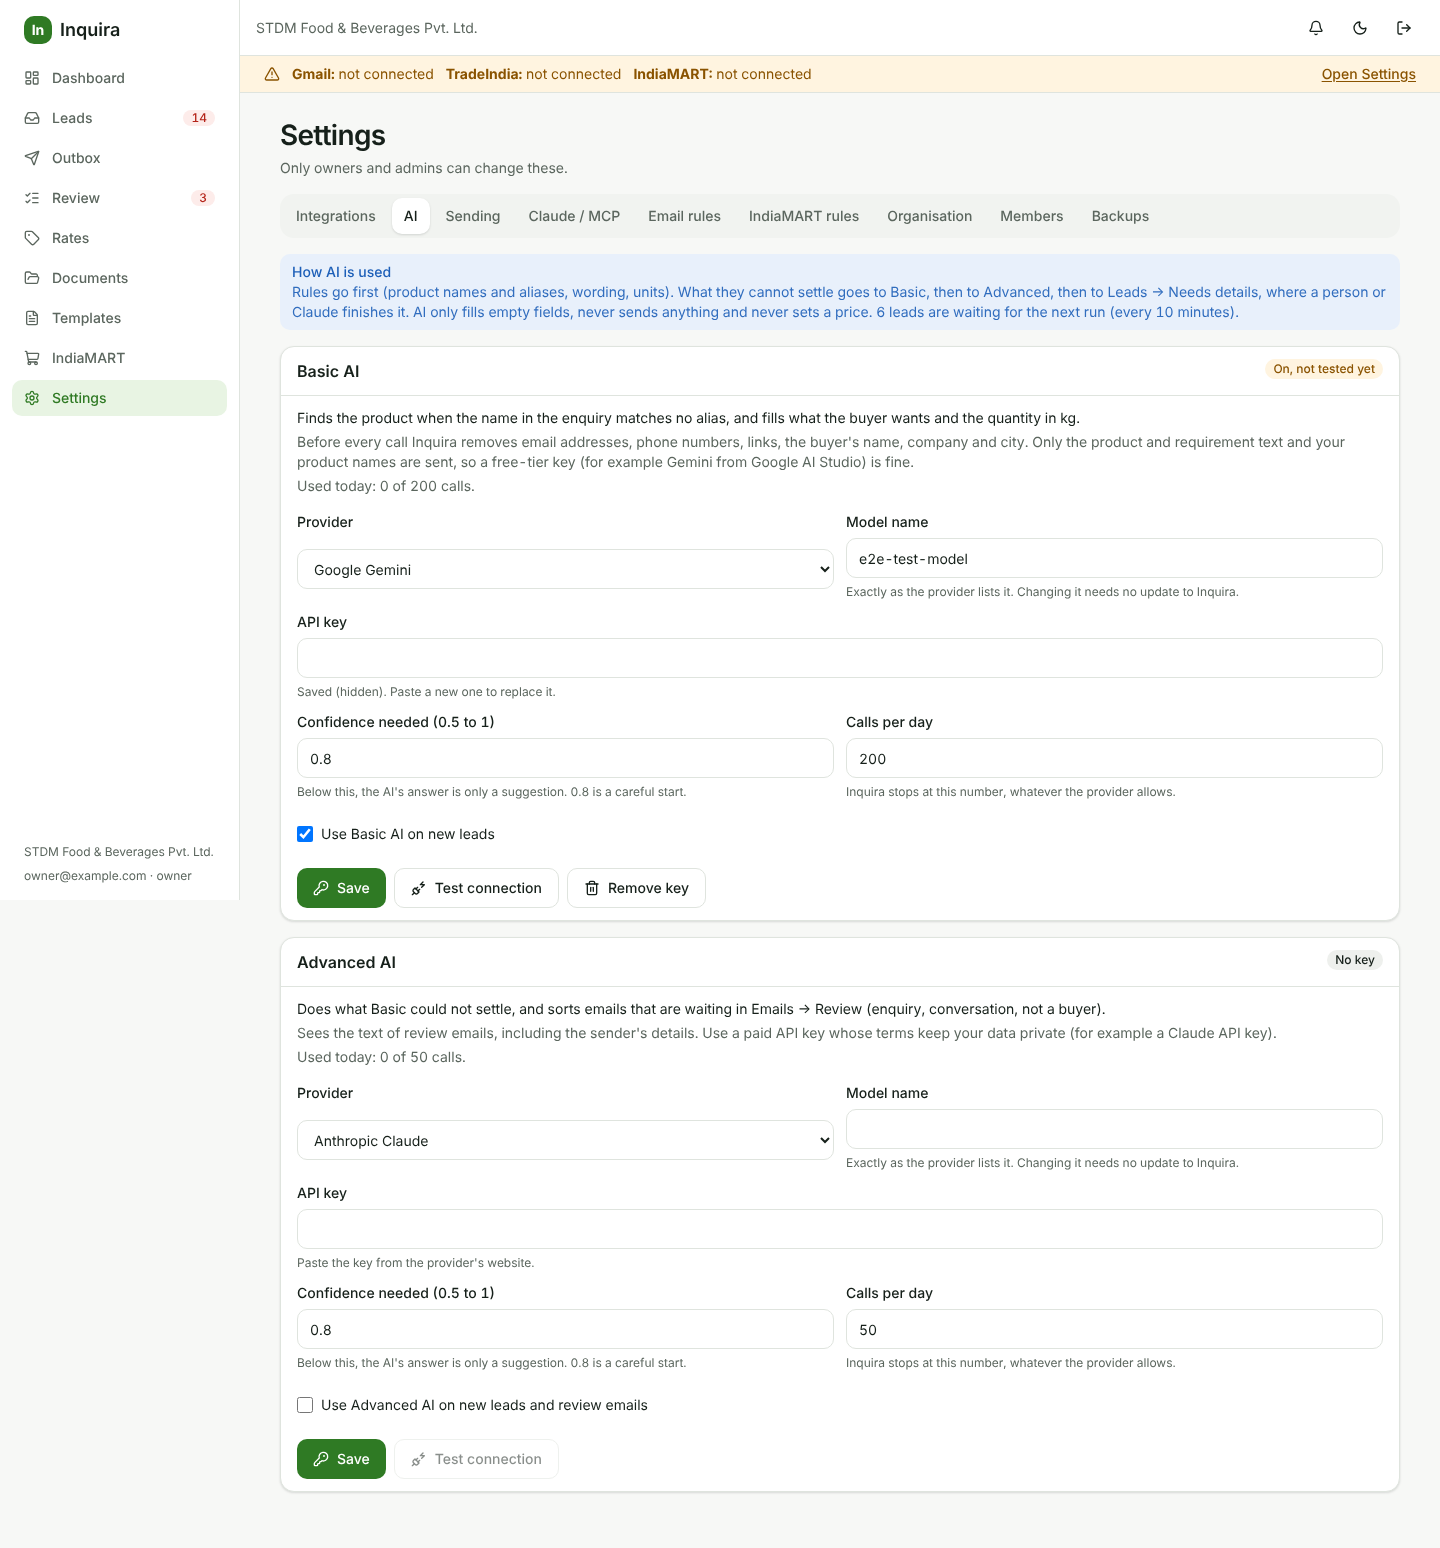 In Inquira
Dashboard
Leads 14
Outbox
Review 3
Rates
Documents
Templates
IndiaMART
Settings
STDM Food & Beverages Pvt. Ltd.
owner@example.com · owner
STDM Food & Beverages Pvt. Ltd.
Gmail: not connected TradeIndia: not connected IndiaMART: not connected Open Settings
Settings
Only owners and admins can change these.
Integrations AI Sending Claude / MCP Email rules IndiaMART rules Organisation Members Backups
How AI is used
Rules go first (product names and aliases, wording, units). What they cannot settle goes to Basic, then to Advanced, then to Leads → Needs details, where a person or
Claude finishes it. AI only fills empty fields, never sends anything and never sets a price. 6 leads are waiting for the next run (every 10 minutes).
Basic AI On, not tested yet
Finds the product when the name in the enquiry matches no alias, and fills what the buyer wants and the quantity in kg.
Before every call Inquira removes email addresses, phone numbers, links, the buyer's name, company and city. Only the product and requirement text and your
product names are sent, so a free-tier key (for example Gemini from Google AI Studio) is fine.
Used today: 0 of 200 calls.
Provider Model name
Google Gemini e2e-test-model
Exactly as the provider lists it. Changing it needs no update to Inquira.
API key
Saved (hidden). Paste a new one to replace it.
Confidence needed (0.5 to 1) Calls per day
0.8 200
Below this, the AI's answer is only a suggestion. 0.8 is a careful start. Inquira stops at this number, whatever the provider allows.
Use Basic AI on new leads
Save Test connection Remove key
Advanced AI No key
Does what Basic could not settle, and sorts emails that are waiting in Emails → Review (enquiry, conversation, not a buyer).
Sees the text of review emails, including the sender's details. Use a paid API key whose terms keep your data private (for example a Claude API key).
Used today: 0 of 50 calls.
Provider Model name
Anthropic Claude
Exactly as the provider lists it. Changing it needs no update to Inquira.
API key
Paste the key from the provider's website.
Confidence needed (0.5 to 1) Calls per day
0.8 50
Below this, the AI's answer is only a suggestion. 0.8 is a careful start. Inquira stops at this number, whatever the provider allows.
Use Advanced AI on new leads and review emails
Save Test connection